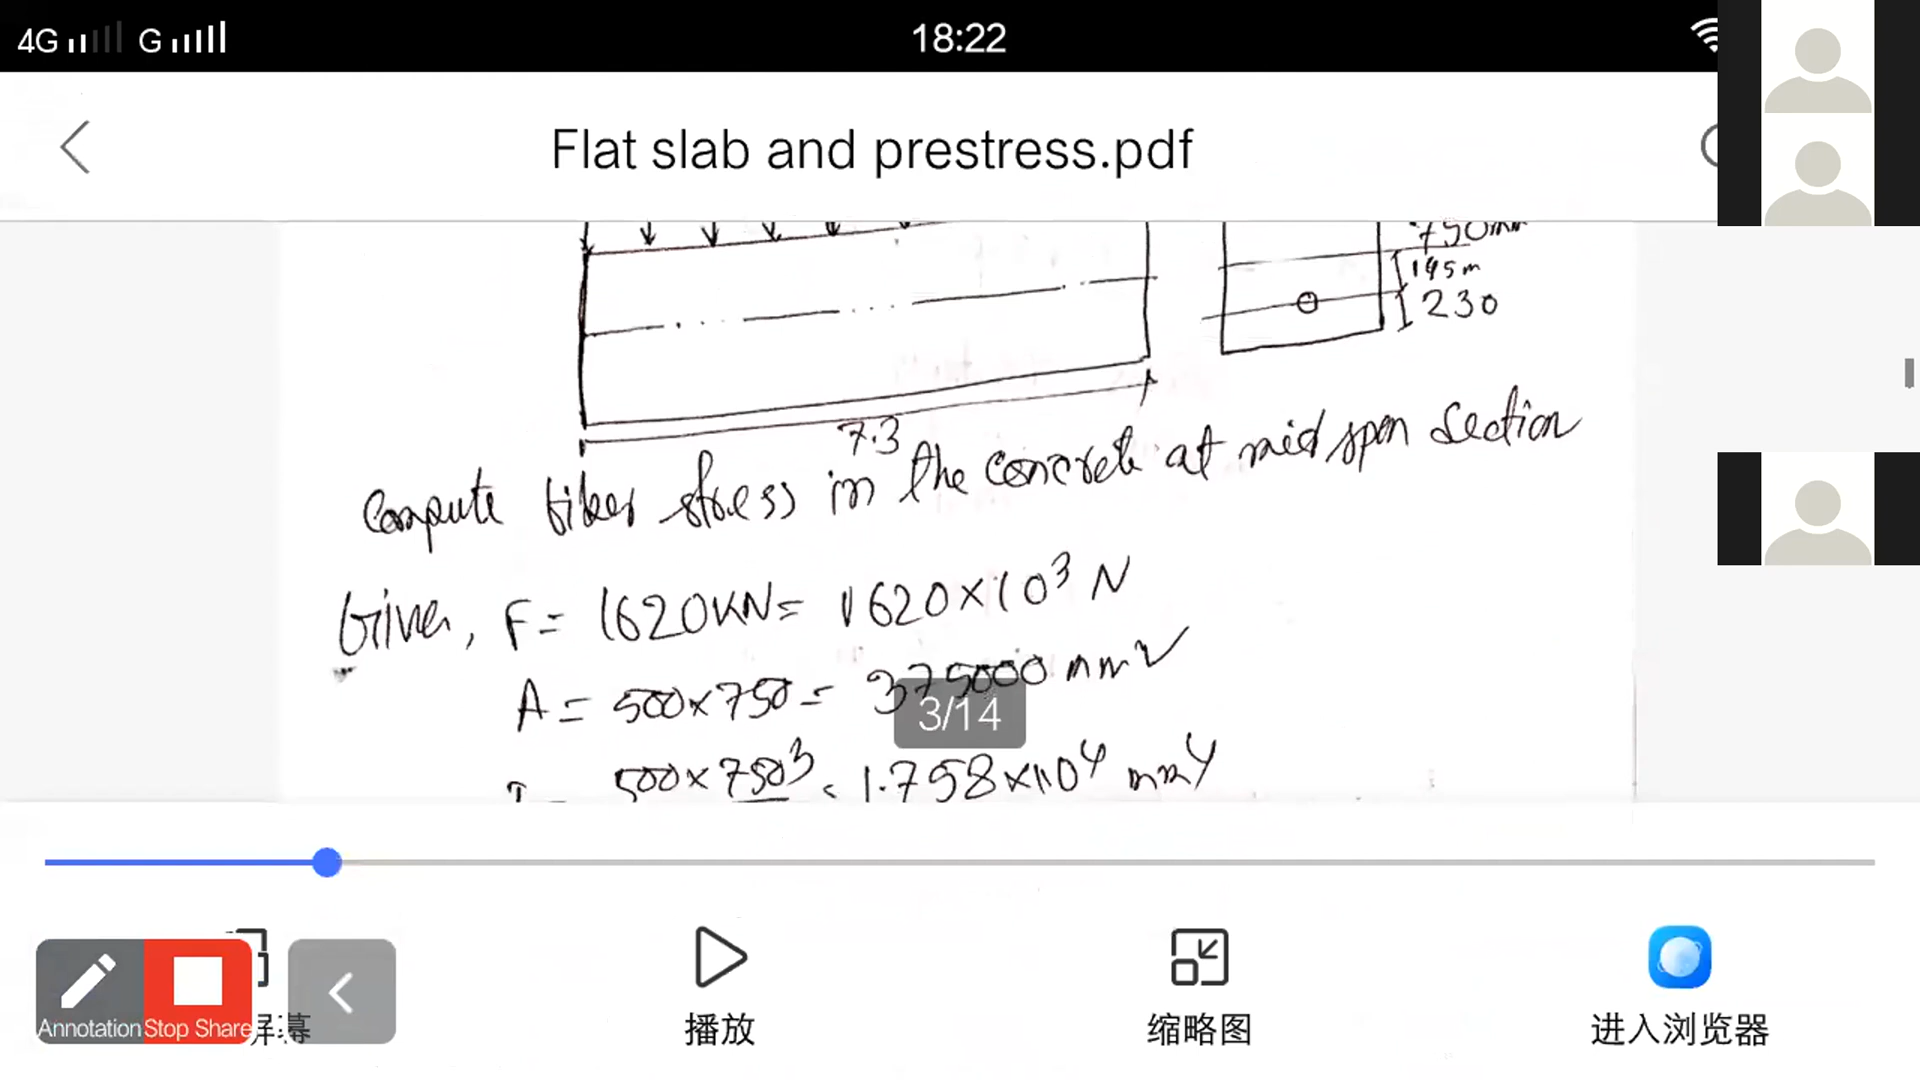 4G G 18:22
Flat slab and prestress.pdf
750mm
145m
230
7.3
Compute fiber stress in the concrete at mid span section
Given, F = 1620KN = 1620×10³ N
A = 500×750 = 375000 mm²
3/14
500×750³ = 1.758×10⁴ mm⁴
Annotation Stop Share 屏幕
播放
缩略图
进入浏览器